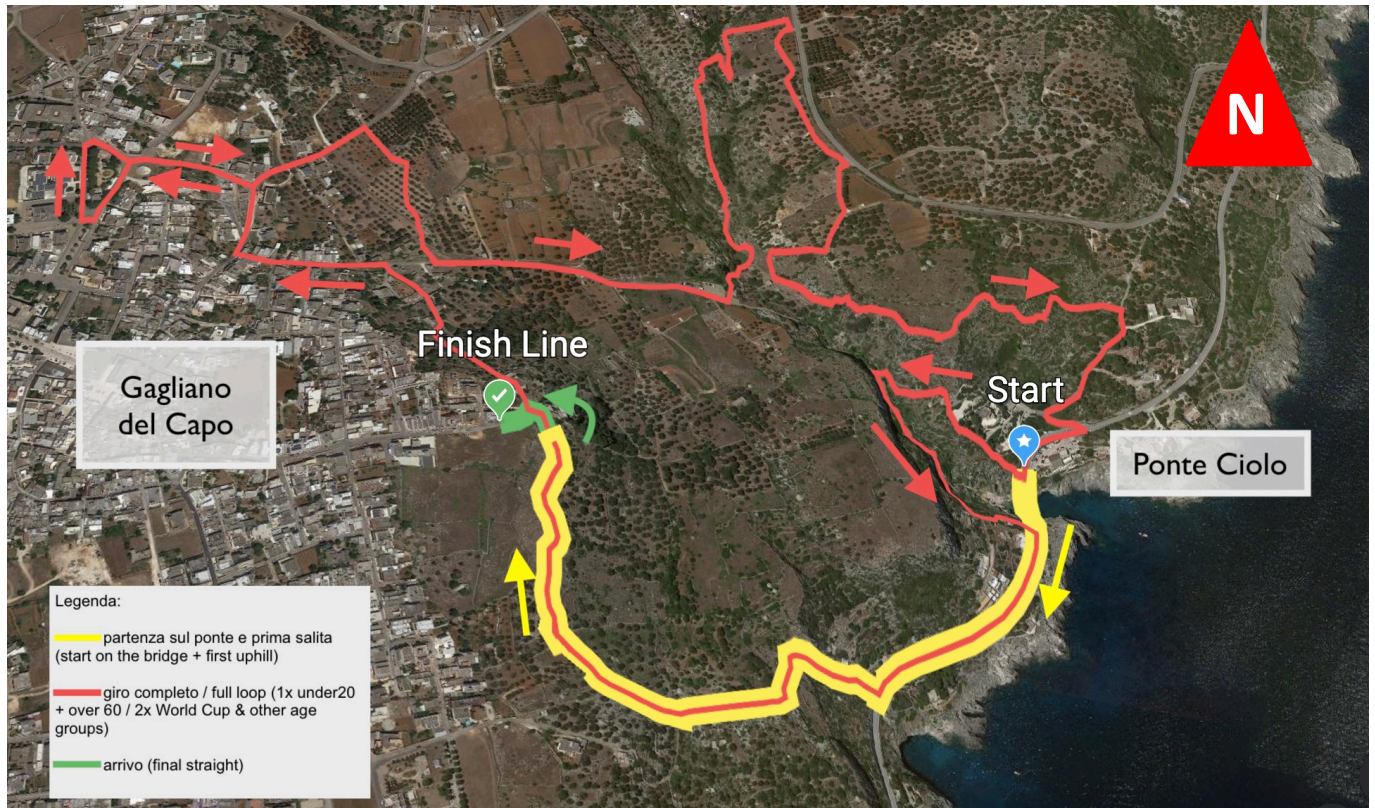 N
Finish Line
Start
Gagliano
del Capo
Ponte Ciolo
Legenda:
partenza sul ponte e prima salita
(start on the bridge + first uphill)
giro completo / full loop (1x under20
+ over 60 / 2x World Cup & other age
groups)
arrivo (final straight)